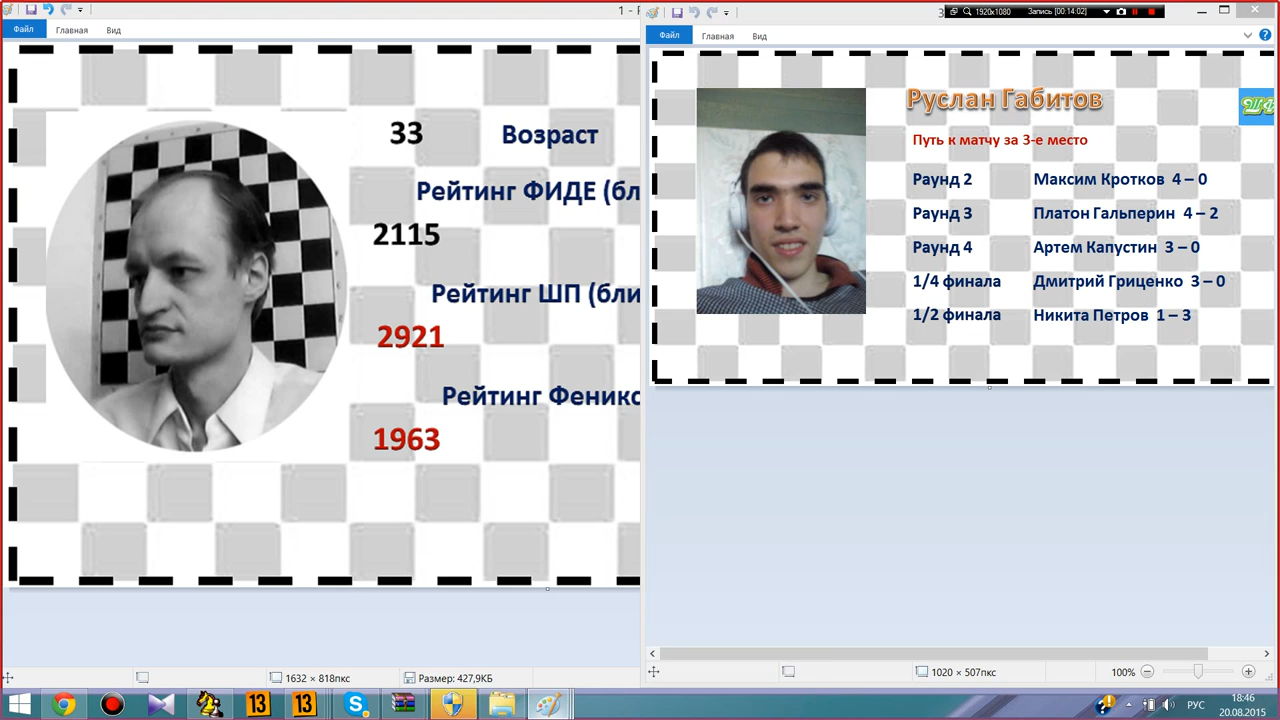 1 -
Файл Главная Вид
33 Возраст
Рейтинг ФИДЕ (бл
2115
Рейтинг ШП (бли
2921
Рейтинг Феникс
1963
1632 × 818пкс Размер: 427,9КБ
1920x1080 Запись [00:14:02]
Файл Главная Вид
Руслан Габитов
Путь к матчу за 3-е место
Раунд 2 Максим Кротков 4 – 0
Раунд 3 Платон Гальперин 4 – 2
Раунд 4 Артем Капустин 3 – 0
1/4 финала Дмитрий Гриценко 3 – 0
1/2 финала Никита Петров 1 – 3
1020 × 507пкс 100%
13 13 РУС 18:46
20.08.2015